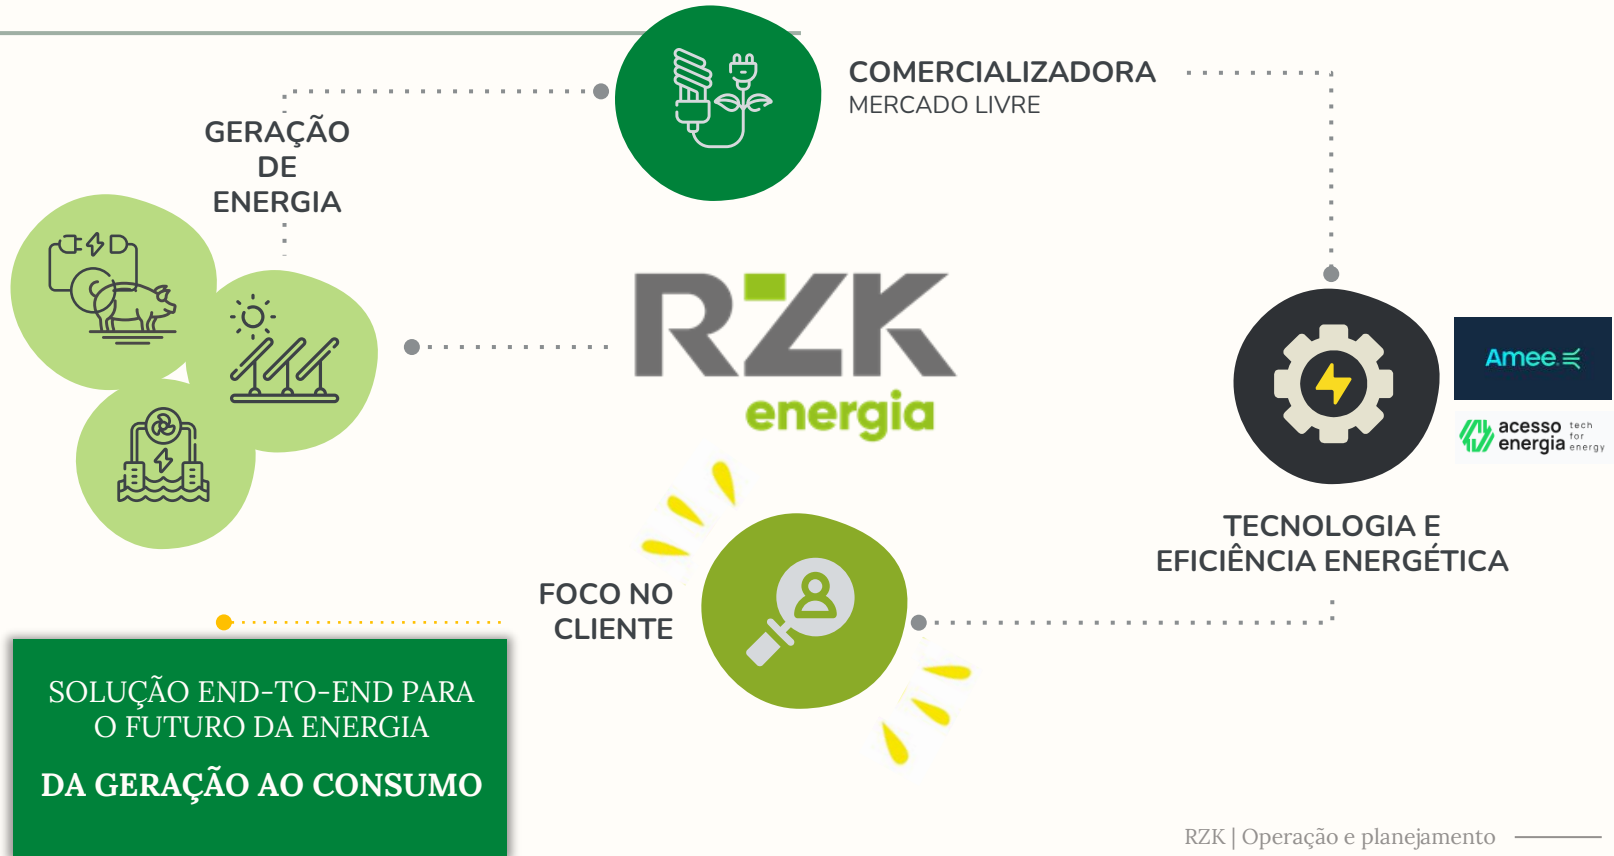 COMERCIALIZADORA
MERCADO LIVRE
GERAÇÃO
DE
ENERGIA
RZK
energia
Amee
acesso
energia
tech
for
energy
TECNOLOGIA E
EFICIÊNCIA ENERGÉTICA
FOCO NO
CLIENTE
SOLUÇÃO END-TO-END PARA
O FUTURO DA ENERGIA
DA GERAÇÃO AO CONSUMO
RZK | Operação e planejamento